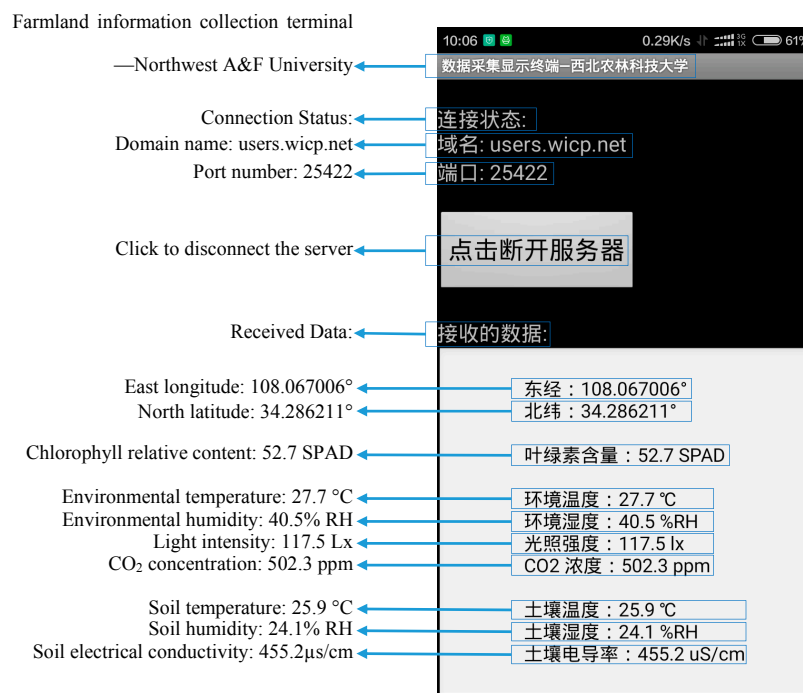 Farmland information collection terminal
10:06 0.29K/s 3G 1X 61%
—Northwest A&F University 数据采集显示终端–西北农林科技大学
Connection Status: 连接状态:
Domain name: users.wicp.net 域名: users.wicp.net
Port number: 25422 端口: 25422
Click to disconnect the server 点击断开服务器
Received Data: 接收的数据:
East longitude: 108.067006° 东经：108.067006°
North latitude: 34.286211° 北纬：34.286211°
Chlorophyll relative content: 52.7 SPAD 叶绿素含量：52.7 SPAD
Environmental temperature: 27.7 °C 环境温度：27.7 ℃
Environmental humidity: 40.5% RH 环境湿度：40.5 %RH
Light intensity: 117.5 Lx 光照强度：117.5 lx
CO₂ concentration: 502.3 ppm CO2 浓度：502.3 ppm
Soil temperature: 25.9 °C 土壤温度：25.9 ℃
Soil humidity: 24.1% RH 土壤湿度：24.1 %RH
Soil electrical conductivity: 455.2μs/cm 土壤电导率：455.2 uS/cm